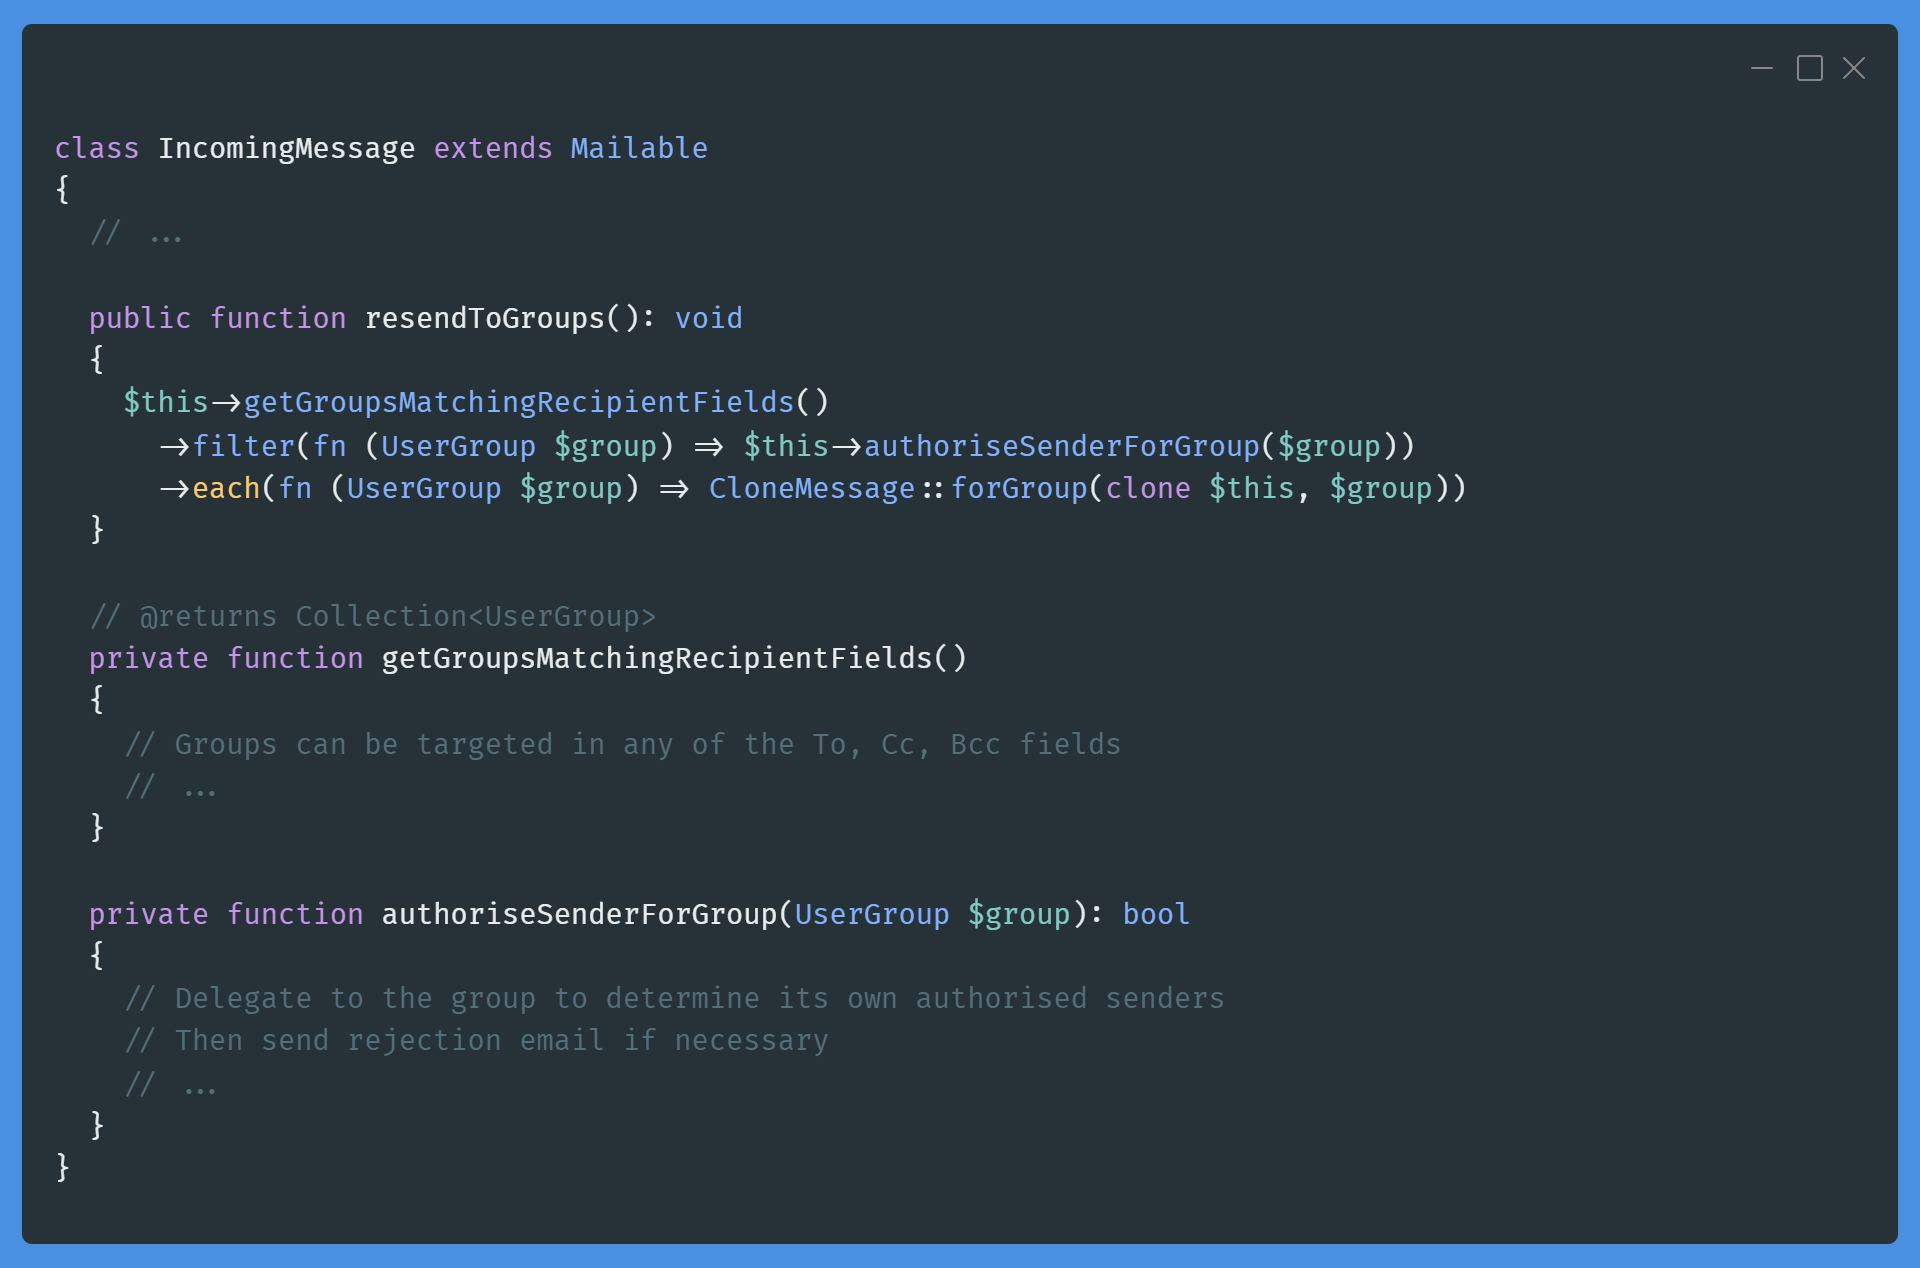 class IncomingMessage extends Mailable
{
  // ...
  public function resendToGroups(): void
  {
    $this->getGroupsMatchingRecipientFields()
      ->filter(fn (UserGroup $group) => $this->authoriseSenderForGroup($group))
      ->each(fn (UserGroup $group) => CloneMessage::forGroup(clone $this, $group))
  }
  // @returns Collection<UserGroup>
  private function getGroupsMatchingRecipientFields()
  {
    // Groups can be targeted in any of the To, Cc, Bcc fields
    // ...
  }
  private function authoriseSenderForGroup(UserGroup $group): bool
  {
    // Delegate to the group to determine its own authorised senders
    // Then send rejection email if necessary
    // ...
  }
}